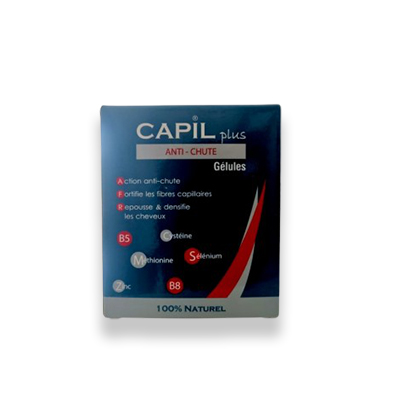 CAPIL® plus
ANTI - CHUTE
Gélules
Action anti-chute
Fortifie les fibres capillaires
Repousse & densifie
les cheveux
B5 Cystéine
Méthionine Sélénium
Zinc B8
100% NATUREL